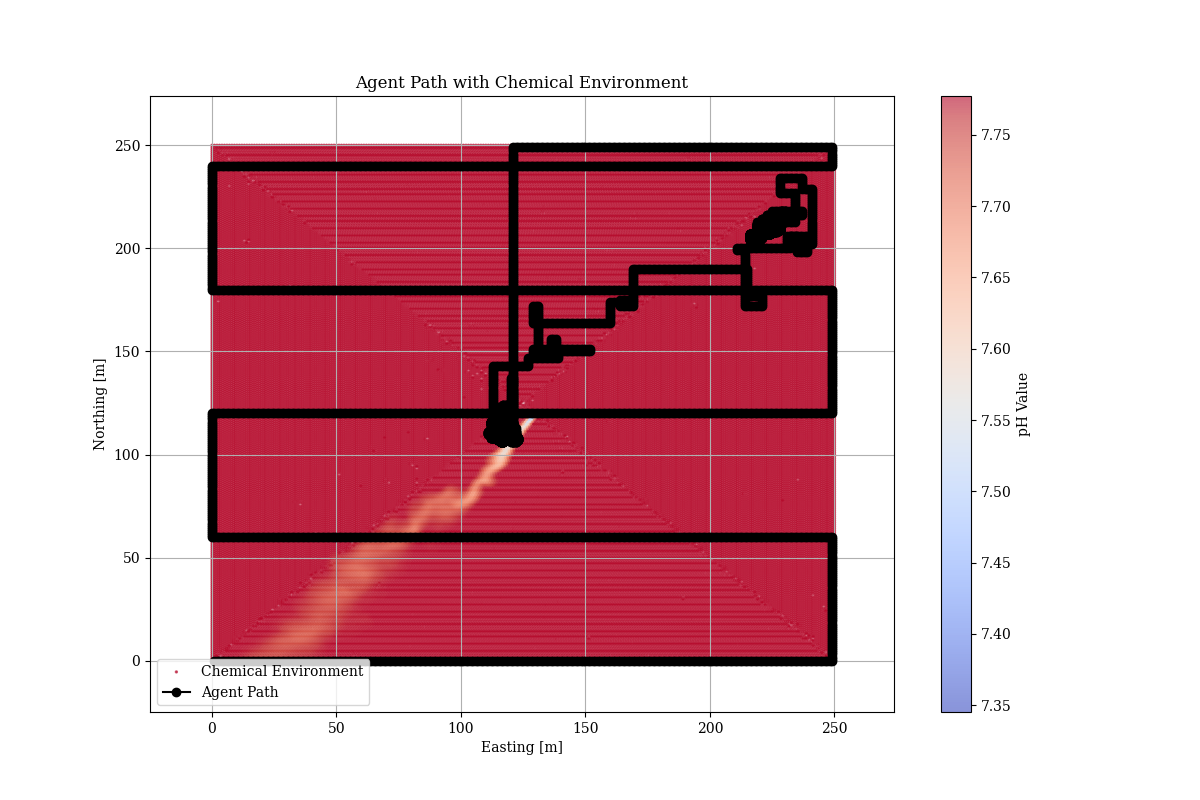 Agent Path with Chemical Environment
250
200
150
100
50
0
Northing [m]
0 50 100 150 200 250
Easting [m]
Chemical Environment
Agent Path
7.75
7.70
7.65
7.60
7.55
7.50
7.45
7.40
7.35
pH Value